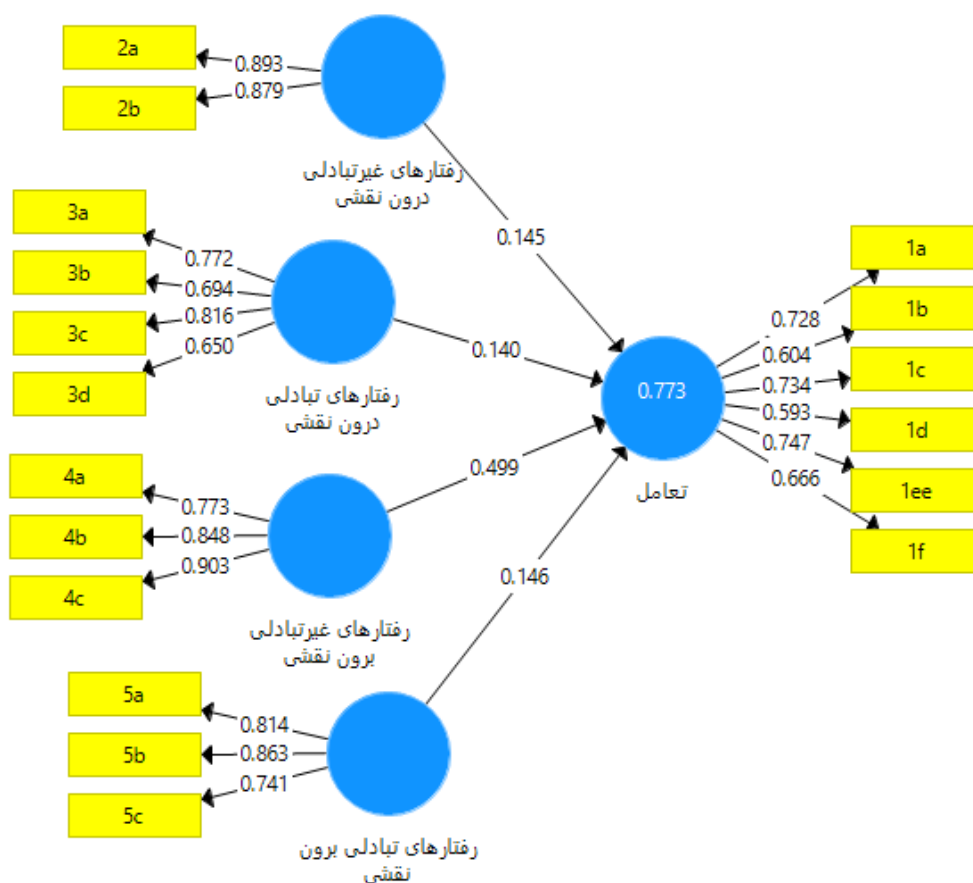 2a
2b
0.893
0.879
رفتارهای غیرتبادلی
درون نقشی
0.145
3a
3b
3c
3d
0.772
0.694
0.816
0.650
رفتارهای تبادلی
درون نقشی
0.140
4a
4b
4c
0.773
0.848
0.903
رفتارهای غیرتبادلی
برون نقشی
0.499
5a
5b
5c
0.814
0.863
0.741
رفتارهای تبادلی برون
نقشی
0.146
0.773
تعامل
0.728
0.604
0.734
0.593
0.747
0.666
1a
1b
1c
1d
1ee
1f